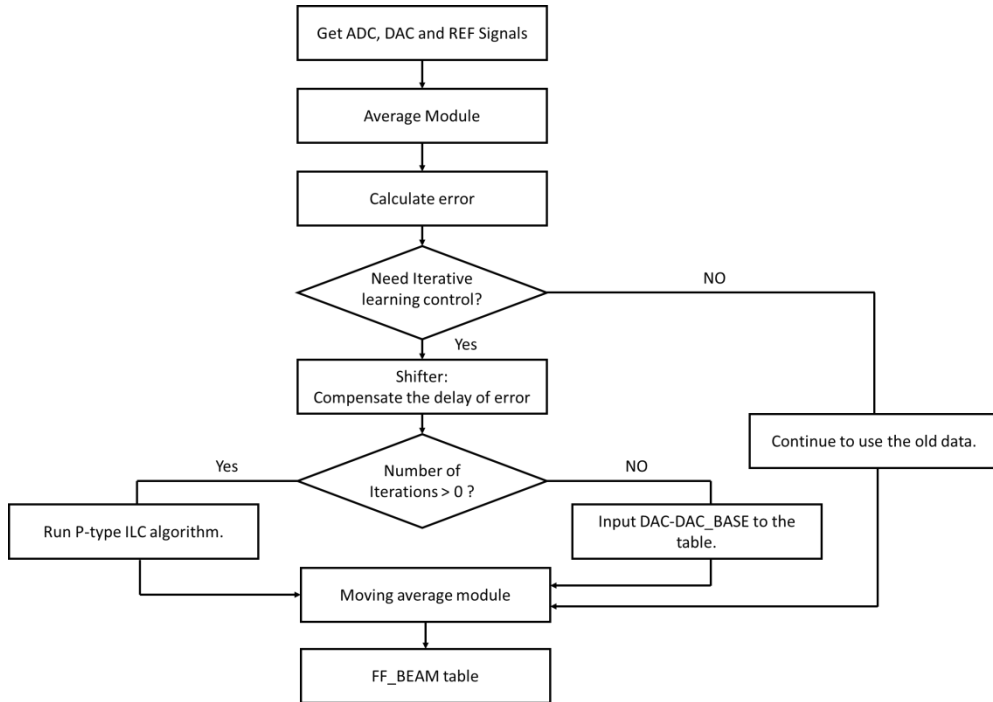 Get ADC, DAC and REF Signals
Average Module
Calculate error
Need Iterative
learning control?
NO
Yes
Shifter:
Compensate the delay of error
Continue to use the old data.
Yes
Number of
Iterations > 0 ?
NO
Run P-type ILC algorithm.
Input DAC-DAC_BASE to the
table.
Moving average module
FF_BEAM table